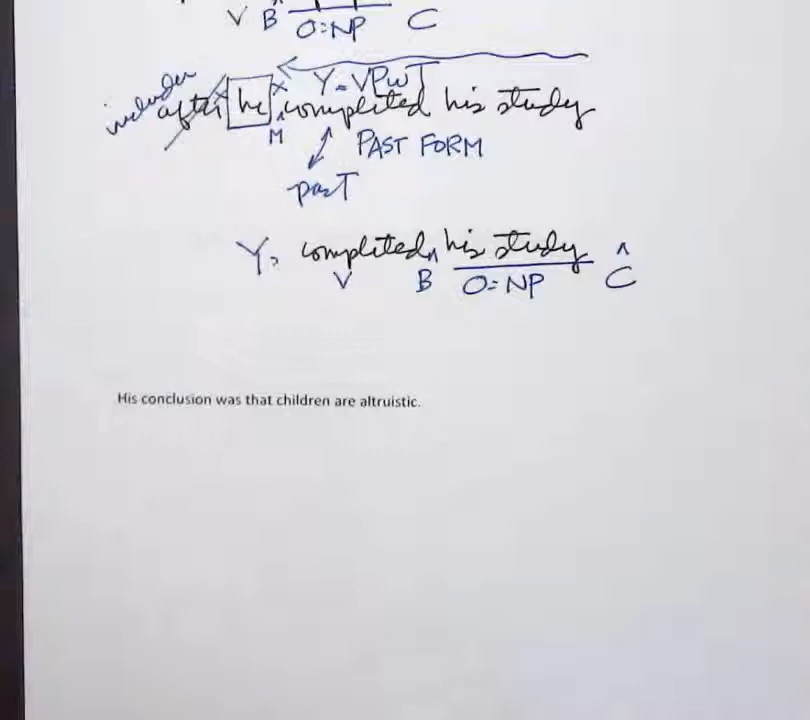 V B O=NP C
includer
after he completed his study
X Y=VPwT
M PAST FORM
past
Y, completed his study
V B O=NP C
His conclusion was that children are altruistic.